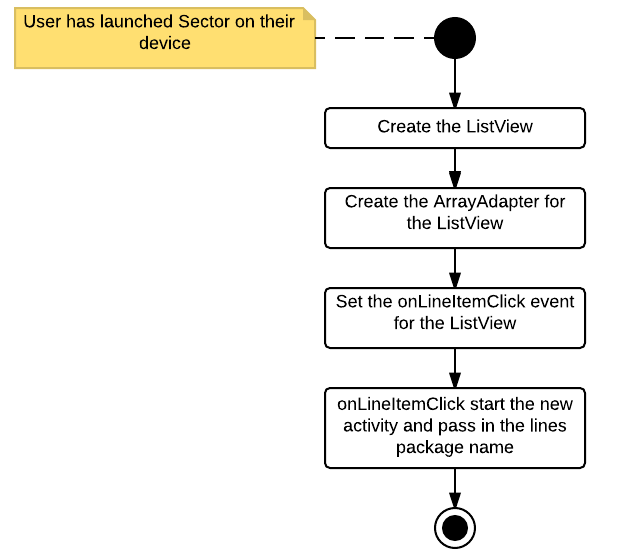 User has launched Sector on their
device
Create the ListView
Create the ArrayAdapter for
the ListView
Set the onLineItemClick event
for the ListView
onLineItemClick start the new
activity and pass in the lines
package name